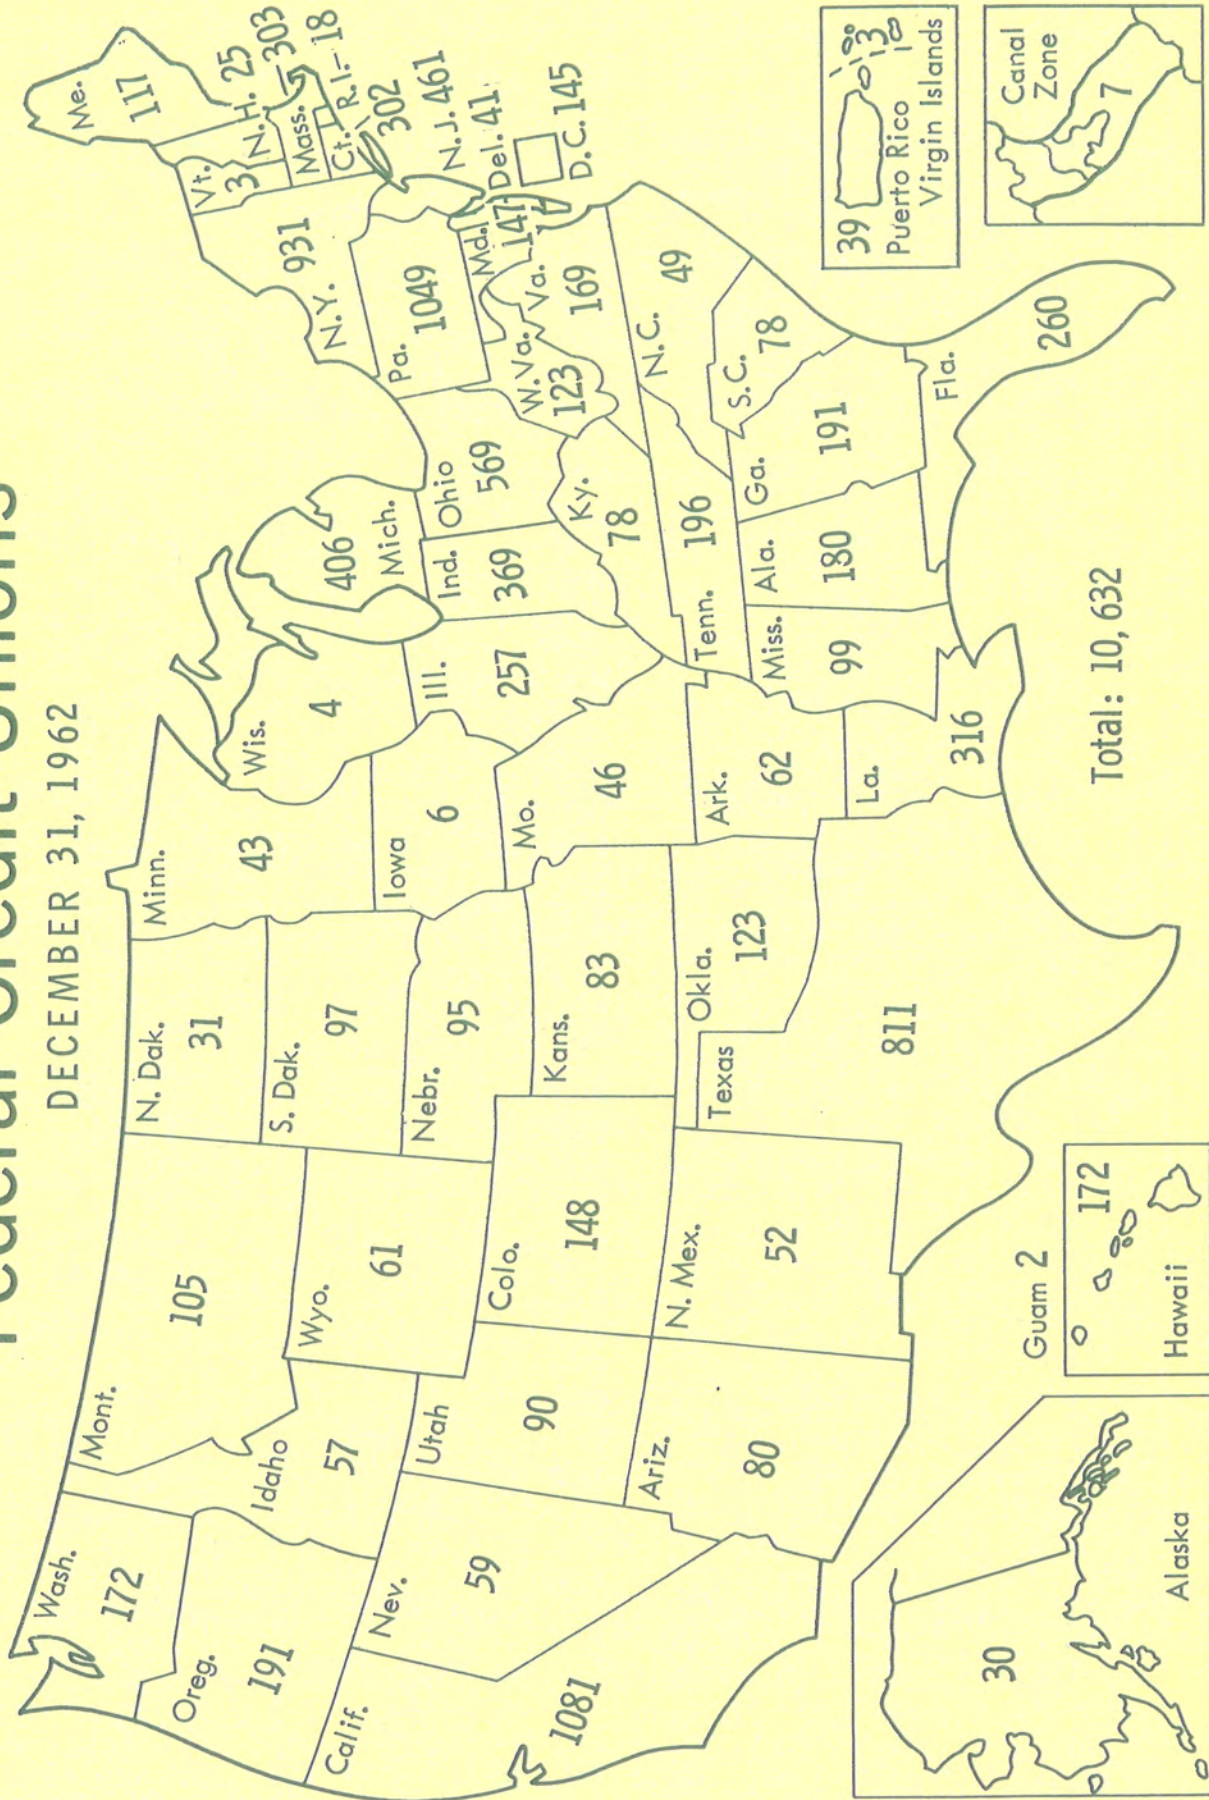 Federal Credit Unions
DECEMBER 31, 1962
Wash.
172
Oreg.
191
Calif.
1081
Nev.
59
Idaho
57
Mont.
105
Wyo.
61
Utah
90
Ariz.
80
Colo.
148
N. Mex.
52
N. Dak.
31
S. Dak.
97
Nebr.
95
Kans.
83
Okla.
123
Texas
811
Minn.
43
Iowa
6
Mo.
46
Ark.
62
La.
316
Wis.
4
Ill.
257
Mich.
406
Ind.
369
Ohio
569
Ky.
78
Tenn.
196
Miss.
99
Ala.
180
Ga.
191
Fla.
260
S.C.
78
N.C.
49
Va.
169
W.Va.
123
Md.
147
Pa.
1049
N.Y.
931
Vt.
3
Me.
117
N.H. 25
Mass.-303
R.I.-18
Ct.
302
N.J. 461
Del. 41
D.C. 145
Alaska
30
Guam 2
Hawaii
172
Total: 10,632
39
13
Puerto Rico
Virgin Islands
Canal
Zone
7